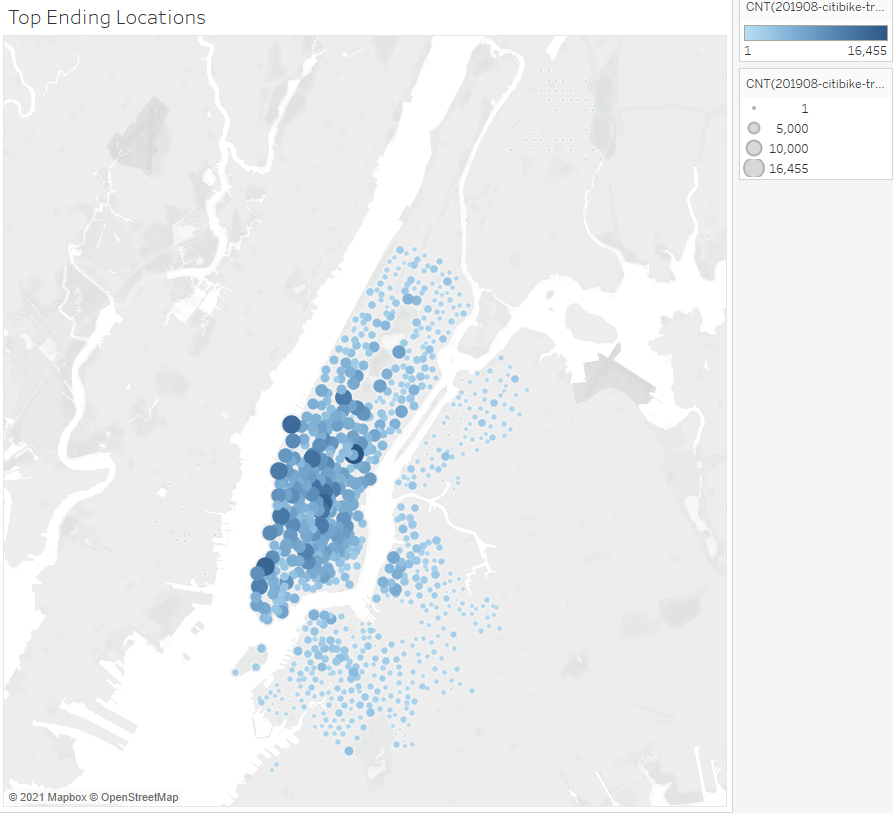 Top Ending Locations
CNT(201908-citibike-tr...
1 16,455
CNT(201908-citibike-tr...
1
5,000
10,000
16,455
© 2021 Mapbox © OpenStreetMap